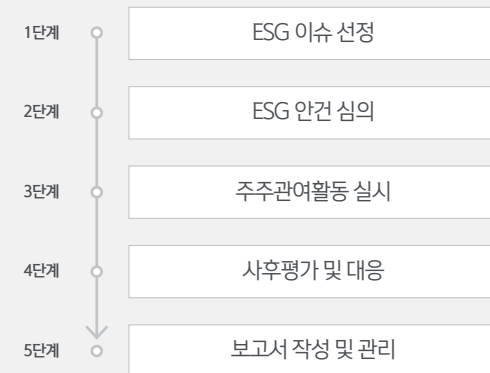 1단계 ESG 이슈 선정
2단계 ESG 안건 심의
3단계 주주관여활동 실시
4단계 사후평가 및 대응
5단계 보고서 작성 및 관리